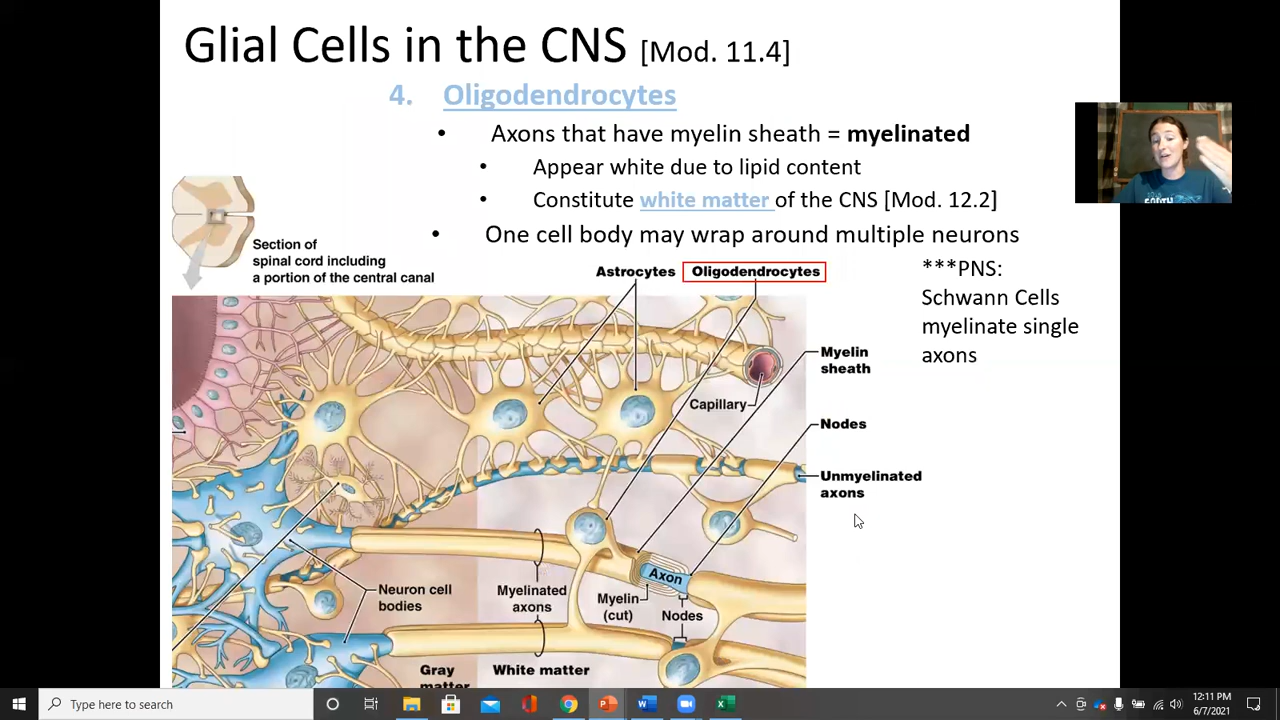 Glial Cells in the CNS [Mod. 11.4]
4. Oligodendrocytes
• Axons that have myelin sheath = myelinated
• Appear white due to lipid content
• Constitute white matter of the CNS [Mod. 12.2]
• One cell body may wrap around multiple neurons
***PNS:
Schwann Cells
myelinate single
axons
Section of
spinal cord including
a portion of the central canal
Astrocytes
Oligodendrocytes
Myelin
sheath
Capillary
Nodes
Unmyelinated
axons
Axon
Neuron cell
bodies
Myelinated
axons
Myelin
(cut)
Nodes
Gray
matter
White matter
Type here to search
12:11 PM
6/7/2021